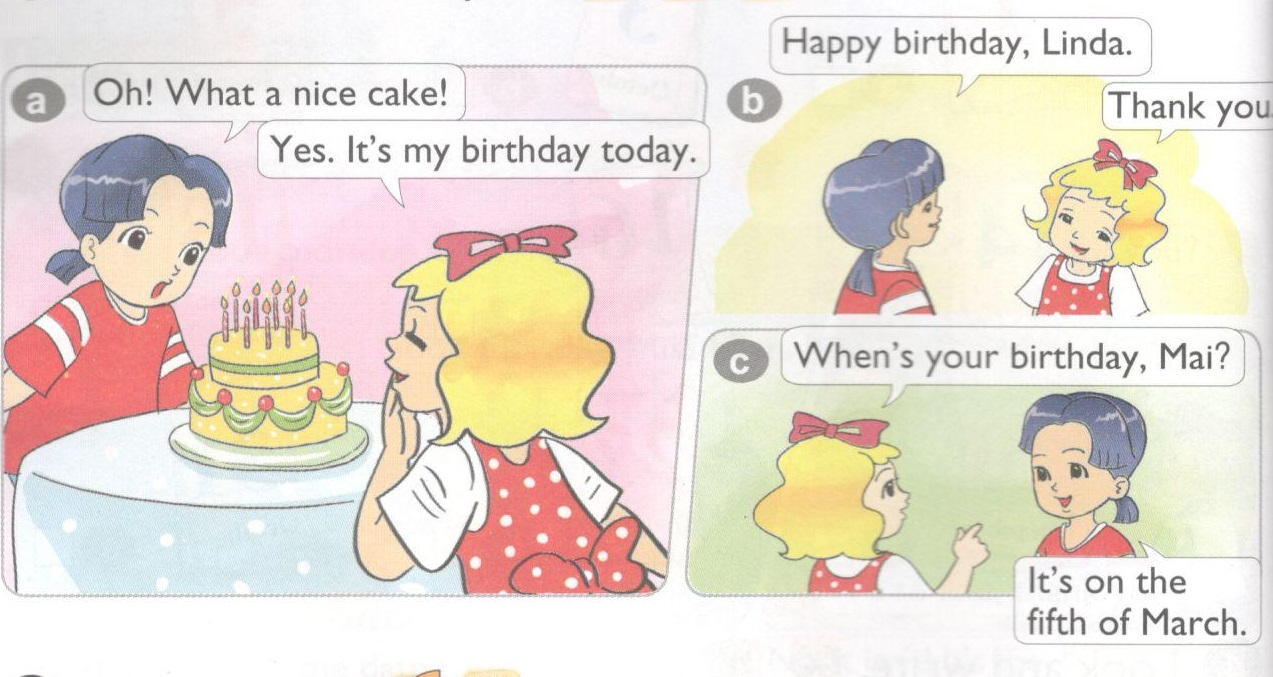 a
Oh! What a nice cake!
Yes. It's my birthday today.
b
Happy birthday, Linda.
Thank you.
c
When's your birthday, Mai?
It's on the
fifth of March.